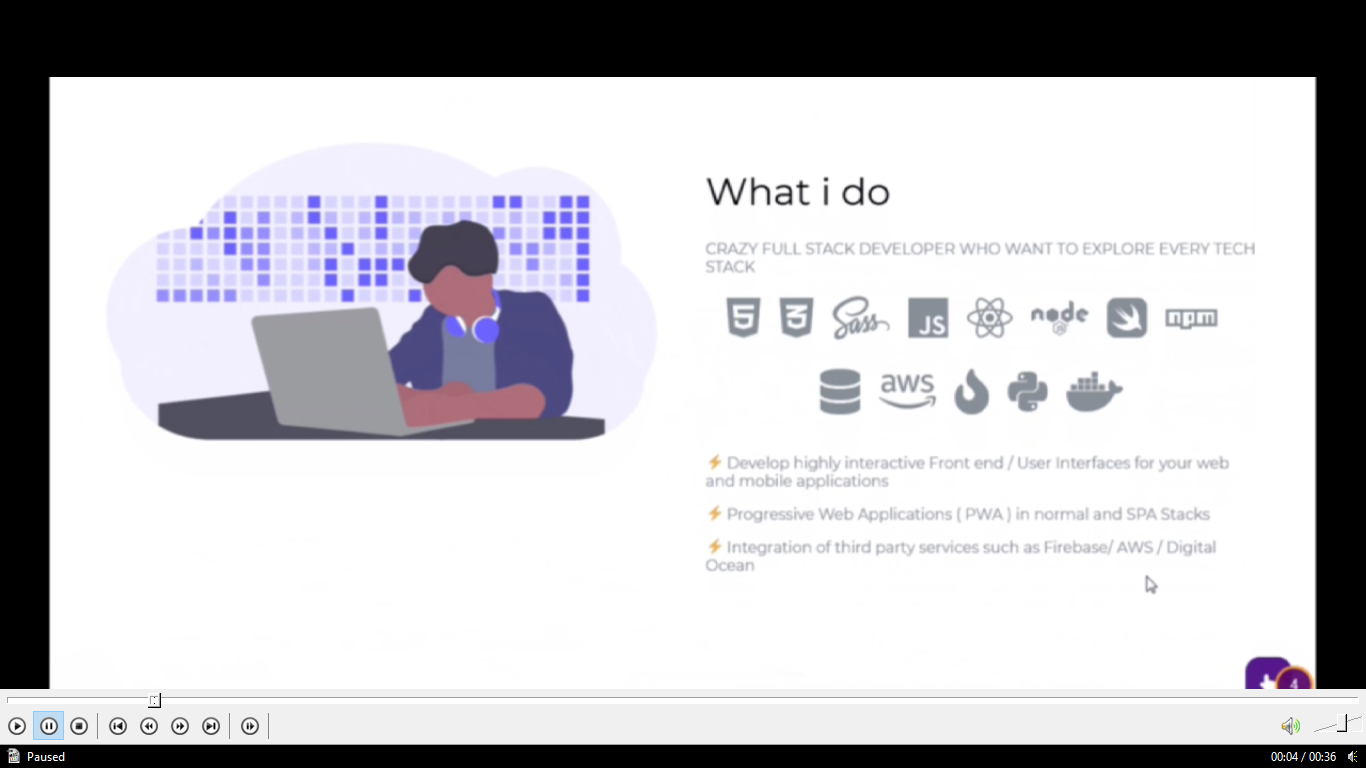 What i do
CRAZY FULL STACK DEVELOPER WHO WANT TO EXPLORE EVERY TECH
STACK
5 3 Sass JS node JS npm
aws
⚡ Develop highly interactive Front end / User Interfaces for your web
and mobile applications
⚡ Progressive Web Applications ( PWA ) in normal and SPA Stacks
⚡ Integration of third party services such as Firebase/ AWS / Digital
Ocean
4
Paused 00:04 / 00:36